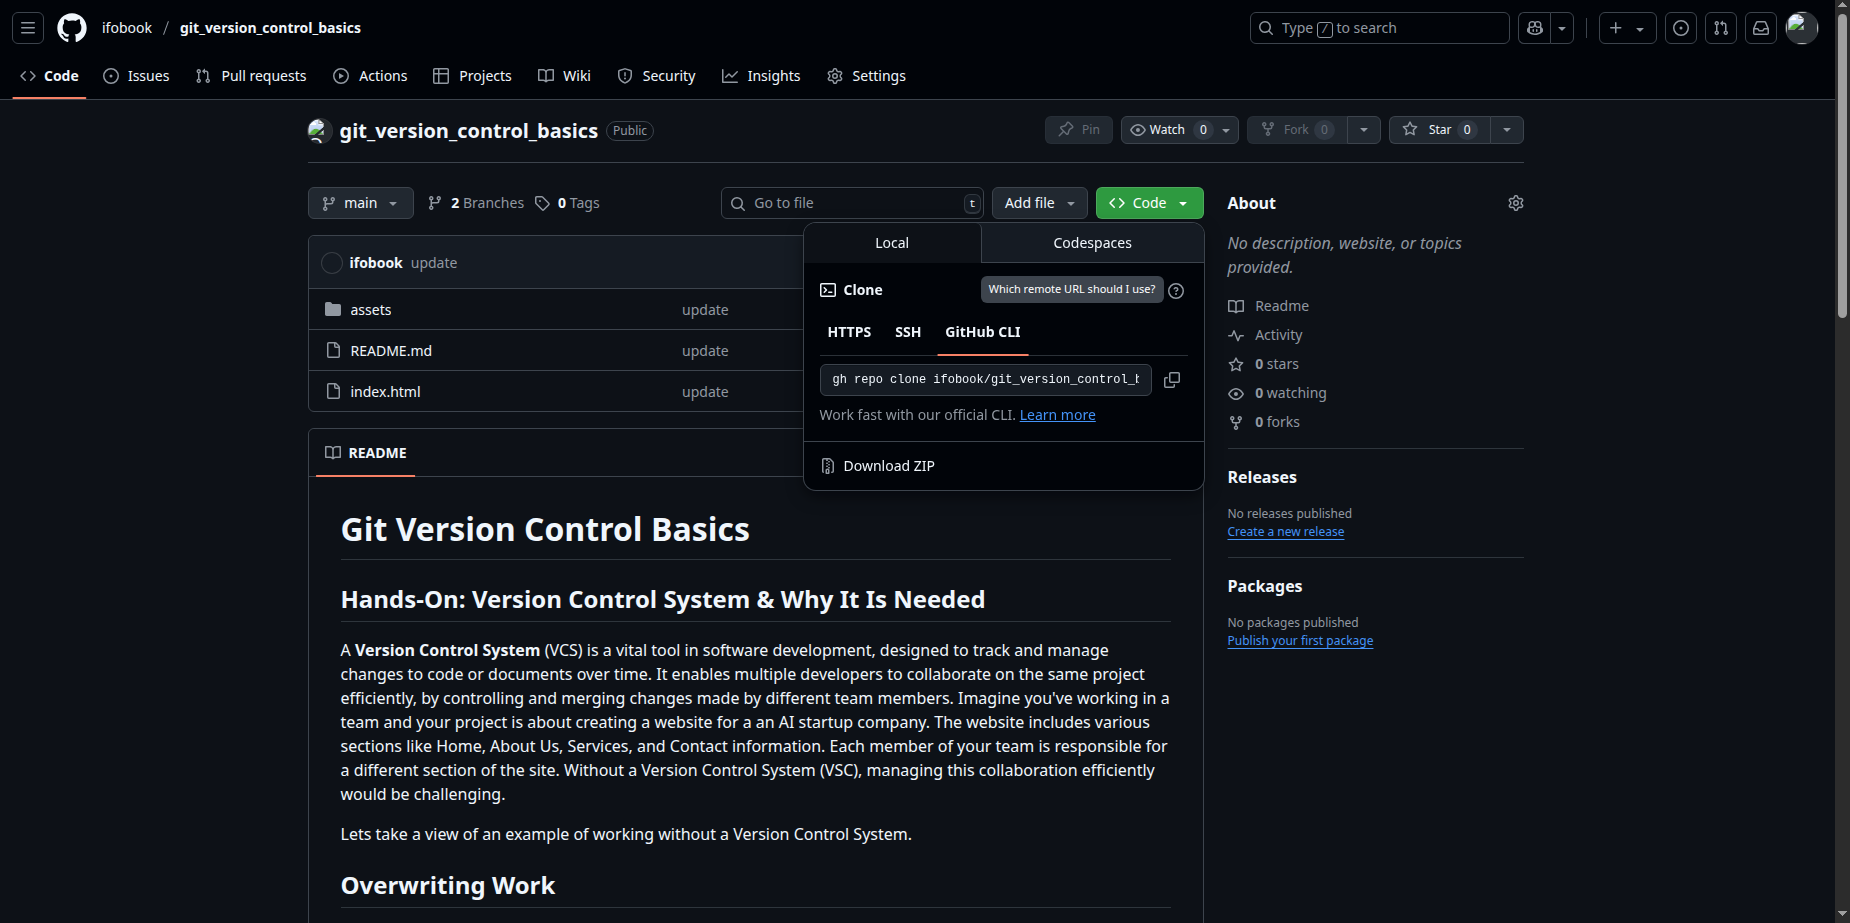 ifobook / git_version_control_basics
Type / to search
Code Issues Pull requests Actions Projects Wiki Security Insights Settings
git_version_control_basics Public
Pin Watch 0 Fork 0 Star 0
main 2 Branches 0 Tags Go to file t Add file Code
Local Codespaces
ifobook update
Clone Which remote URL should I use?
assets update
HTTPS SSH GitHub CLI
README.md update
gh repo clone ifobook/git_version_control_b
index.html update
Work fast with our official CLI. Learn more
Download ZIP
README
Git Version Control Basics
Hands-On: Version Control System & Why It Is Needed
A Version Control System (VCS) is a vital tool in software development, designed to track and manage
changes to code or documents over time. It enables multiple developers to collaborate on the same project
efficiently, by controlling and merging changes made by different team members. Imagine you've working in a
team and your project is about creating a website for a an AI startup company. The website includes various
sections like Home, About Us, Services, and Contact information. Each member of your team is responsible for
a different section of the site. Without a Version Control System (VSC), managing this collaboration efficiently
would be challenging.
Lets take a view of an example of working without a Version Control System.
Overwriting Work
About
No description, website, or topics
provided.
Readme
Activity
0 stars
0 watching
0 forks
Releases
No releases published
Create a new release
Packages
No packages published
Publish your first package